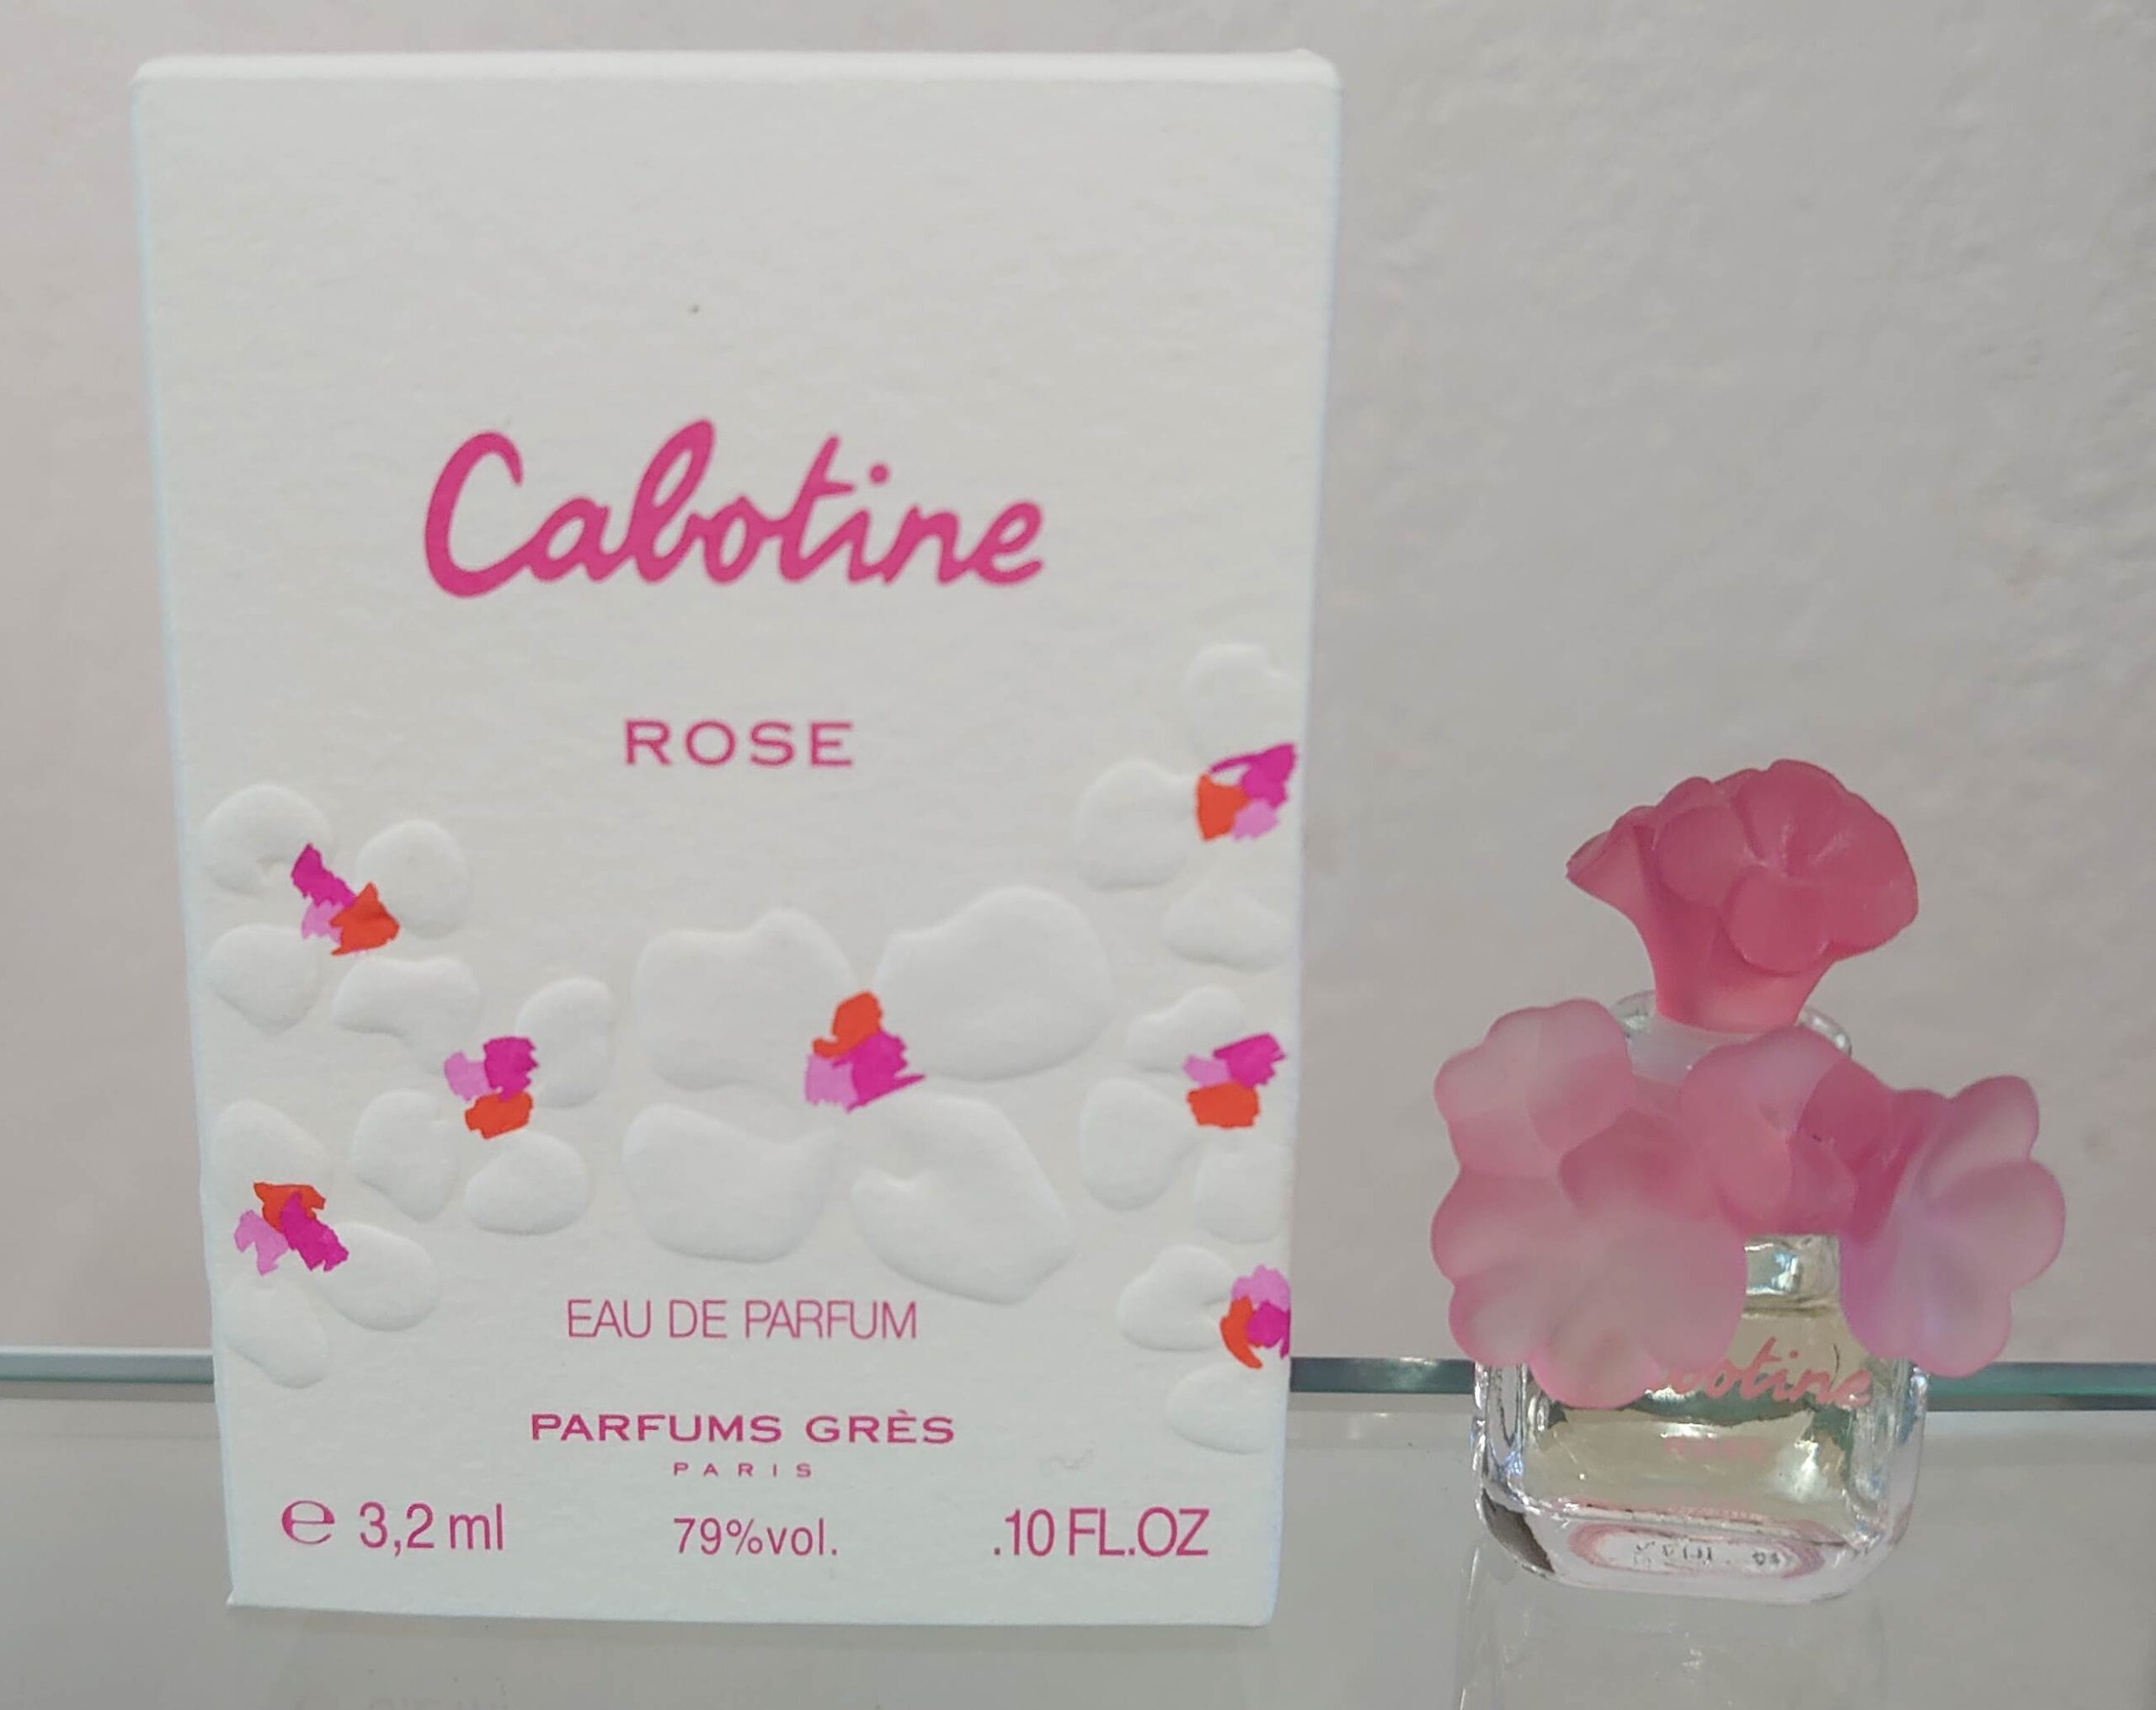 Cabotine
ROSE
EAU DE PARFUM
PARFUMS GRÈS
PARIS
℮ 3,2 ml 79%vol. .10 FL.OZ